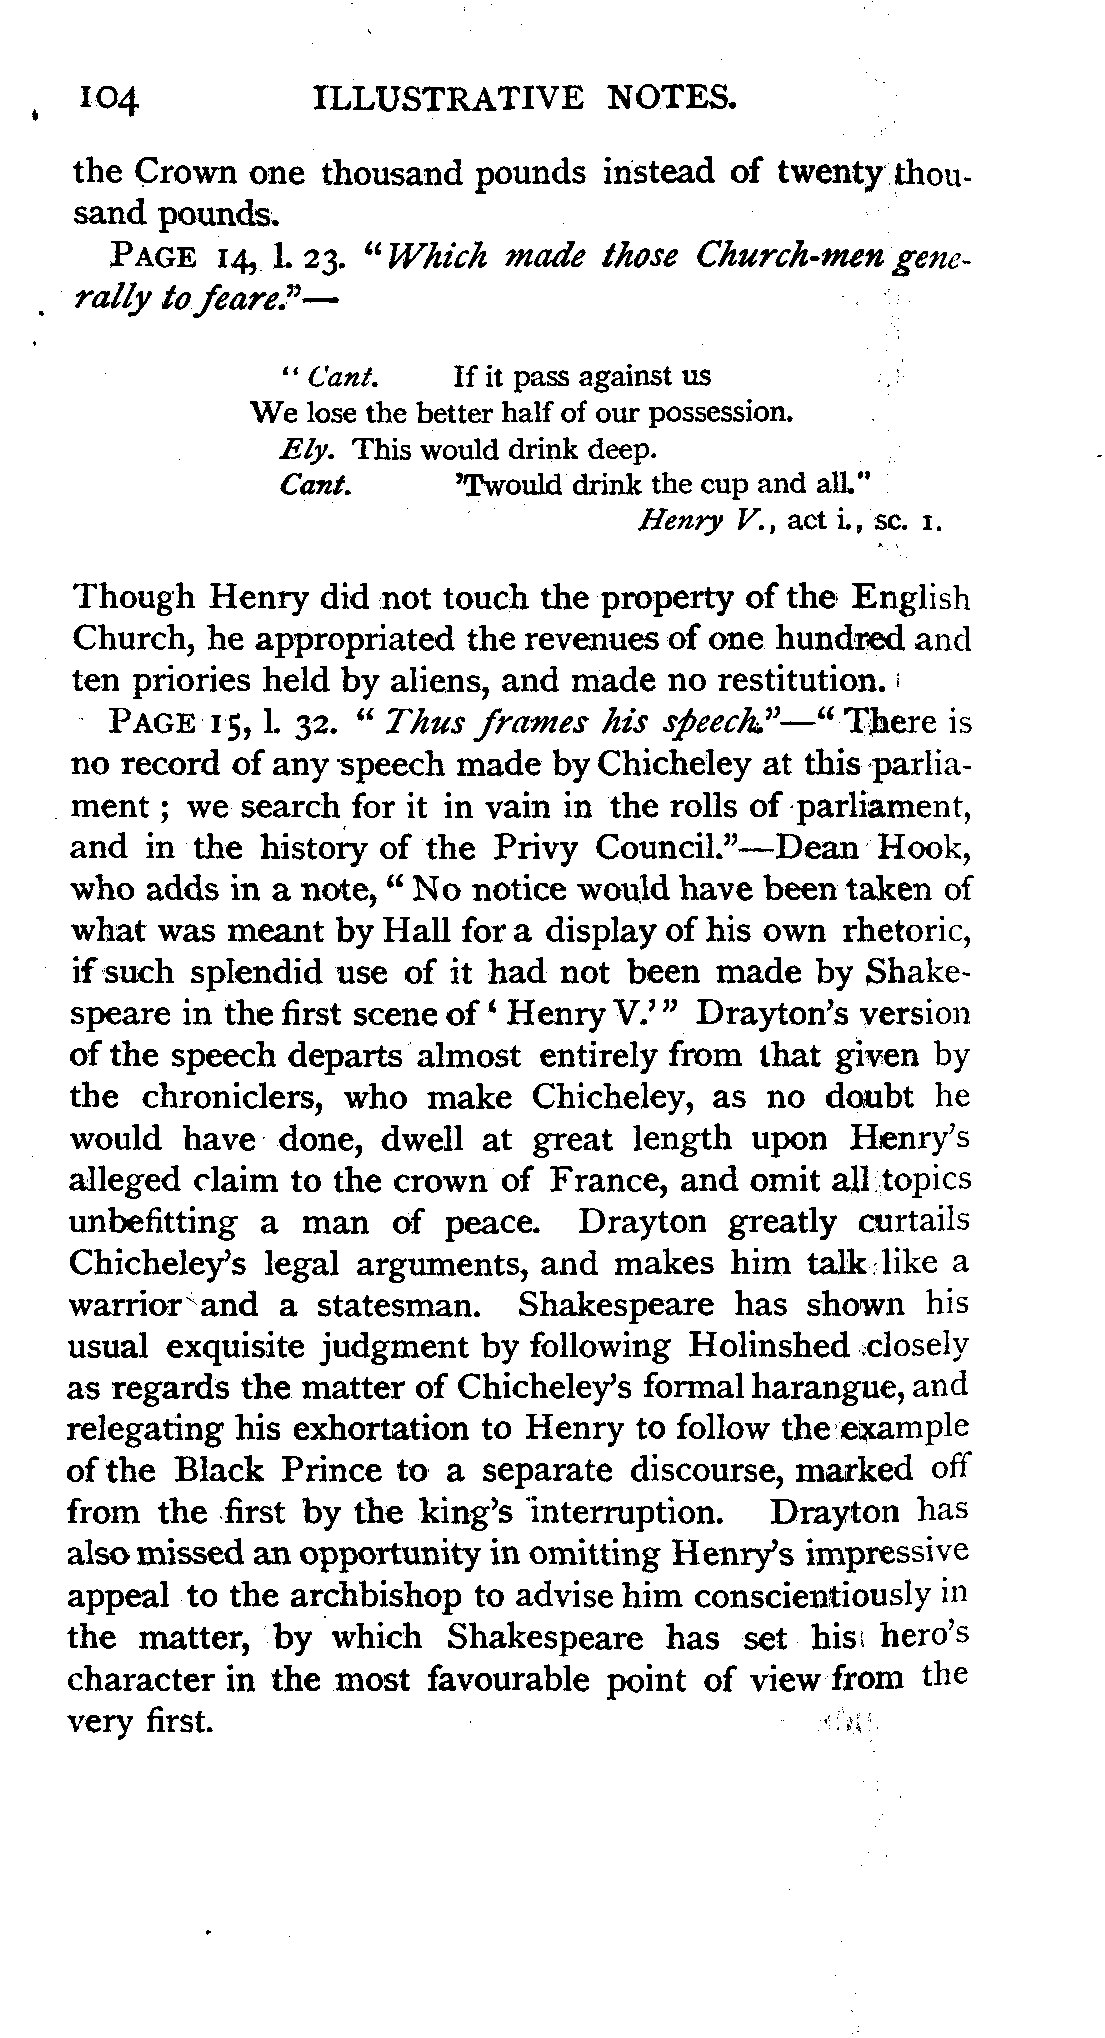 104 ILLUSTRATIVE NOTES.
the Crown one thousand pounds instead of twenty thou-
sand pounds.
PAGE 14, l. 23. "Which made those Church-men gene-
rally to feare."—
"Cant. If it pass against us
We lose the better half of our possession.
Ely. This would drink deep.
Cant. 'Twould drink the cup and all."
Henry V., act i., sc. 1.
Though Henry did not touch the property of the English
Church, he appropriated the revenues of one hundred and
ten priories held by aliens, and made no restitution.
PAGE 15, l. 32. "Thus frames his speech."—"There is
no record of any speech made by Chicheley at this parlia-
ment ; we search for it in vain in the rolls of parliament,
and in the history of the Privy Council."—Dean Hook,
who adds in a note, "No notice would have been taken of
what was meant by Hall for a display of his own rhetoric,
if such splendid use of it had not been made by Shake-
speare in the first scene of 'Henry V.'" Drayton's version
of the speech departs almost entirely from that given by
the chroniclers, who make Chicheley, as no doubt he
would have done, dwell at great length upon Henry's
alleged claim to the crown of France, and omit all topics
unbefitting a man of peace. Drayton greatly curtails
Chicheley's legal arguments, and makes him talk like a
warrior and a statesman. Shakespeare has shown his
usual exquisite judgment by following Holinshed closely
as regards the matter of Chicheley's formal harangue, and
relegating his exhortation to Henry to follow the example
of the Black Prince to a separate discourse, marked off
from the first by the king's interruption. Drayton has
also missed an opportunity in omitting Henry's impressive
appeal to the archbishop to advise him conscientiously in
the matter, by which Shakespeare has set his hero's
character in the most favourable point of view from the
very first.